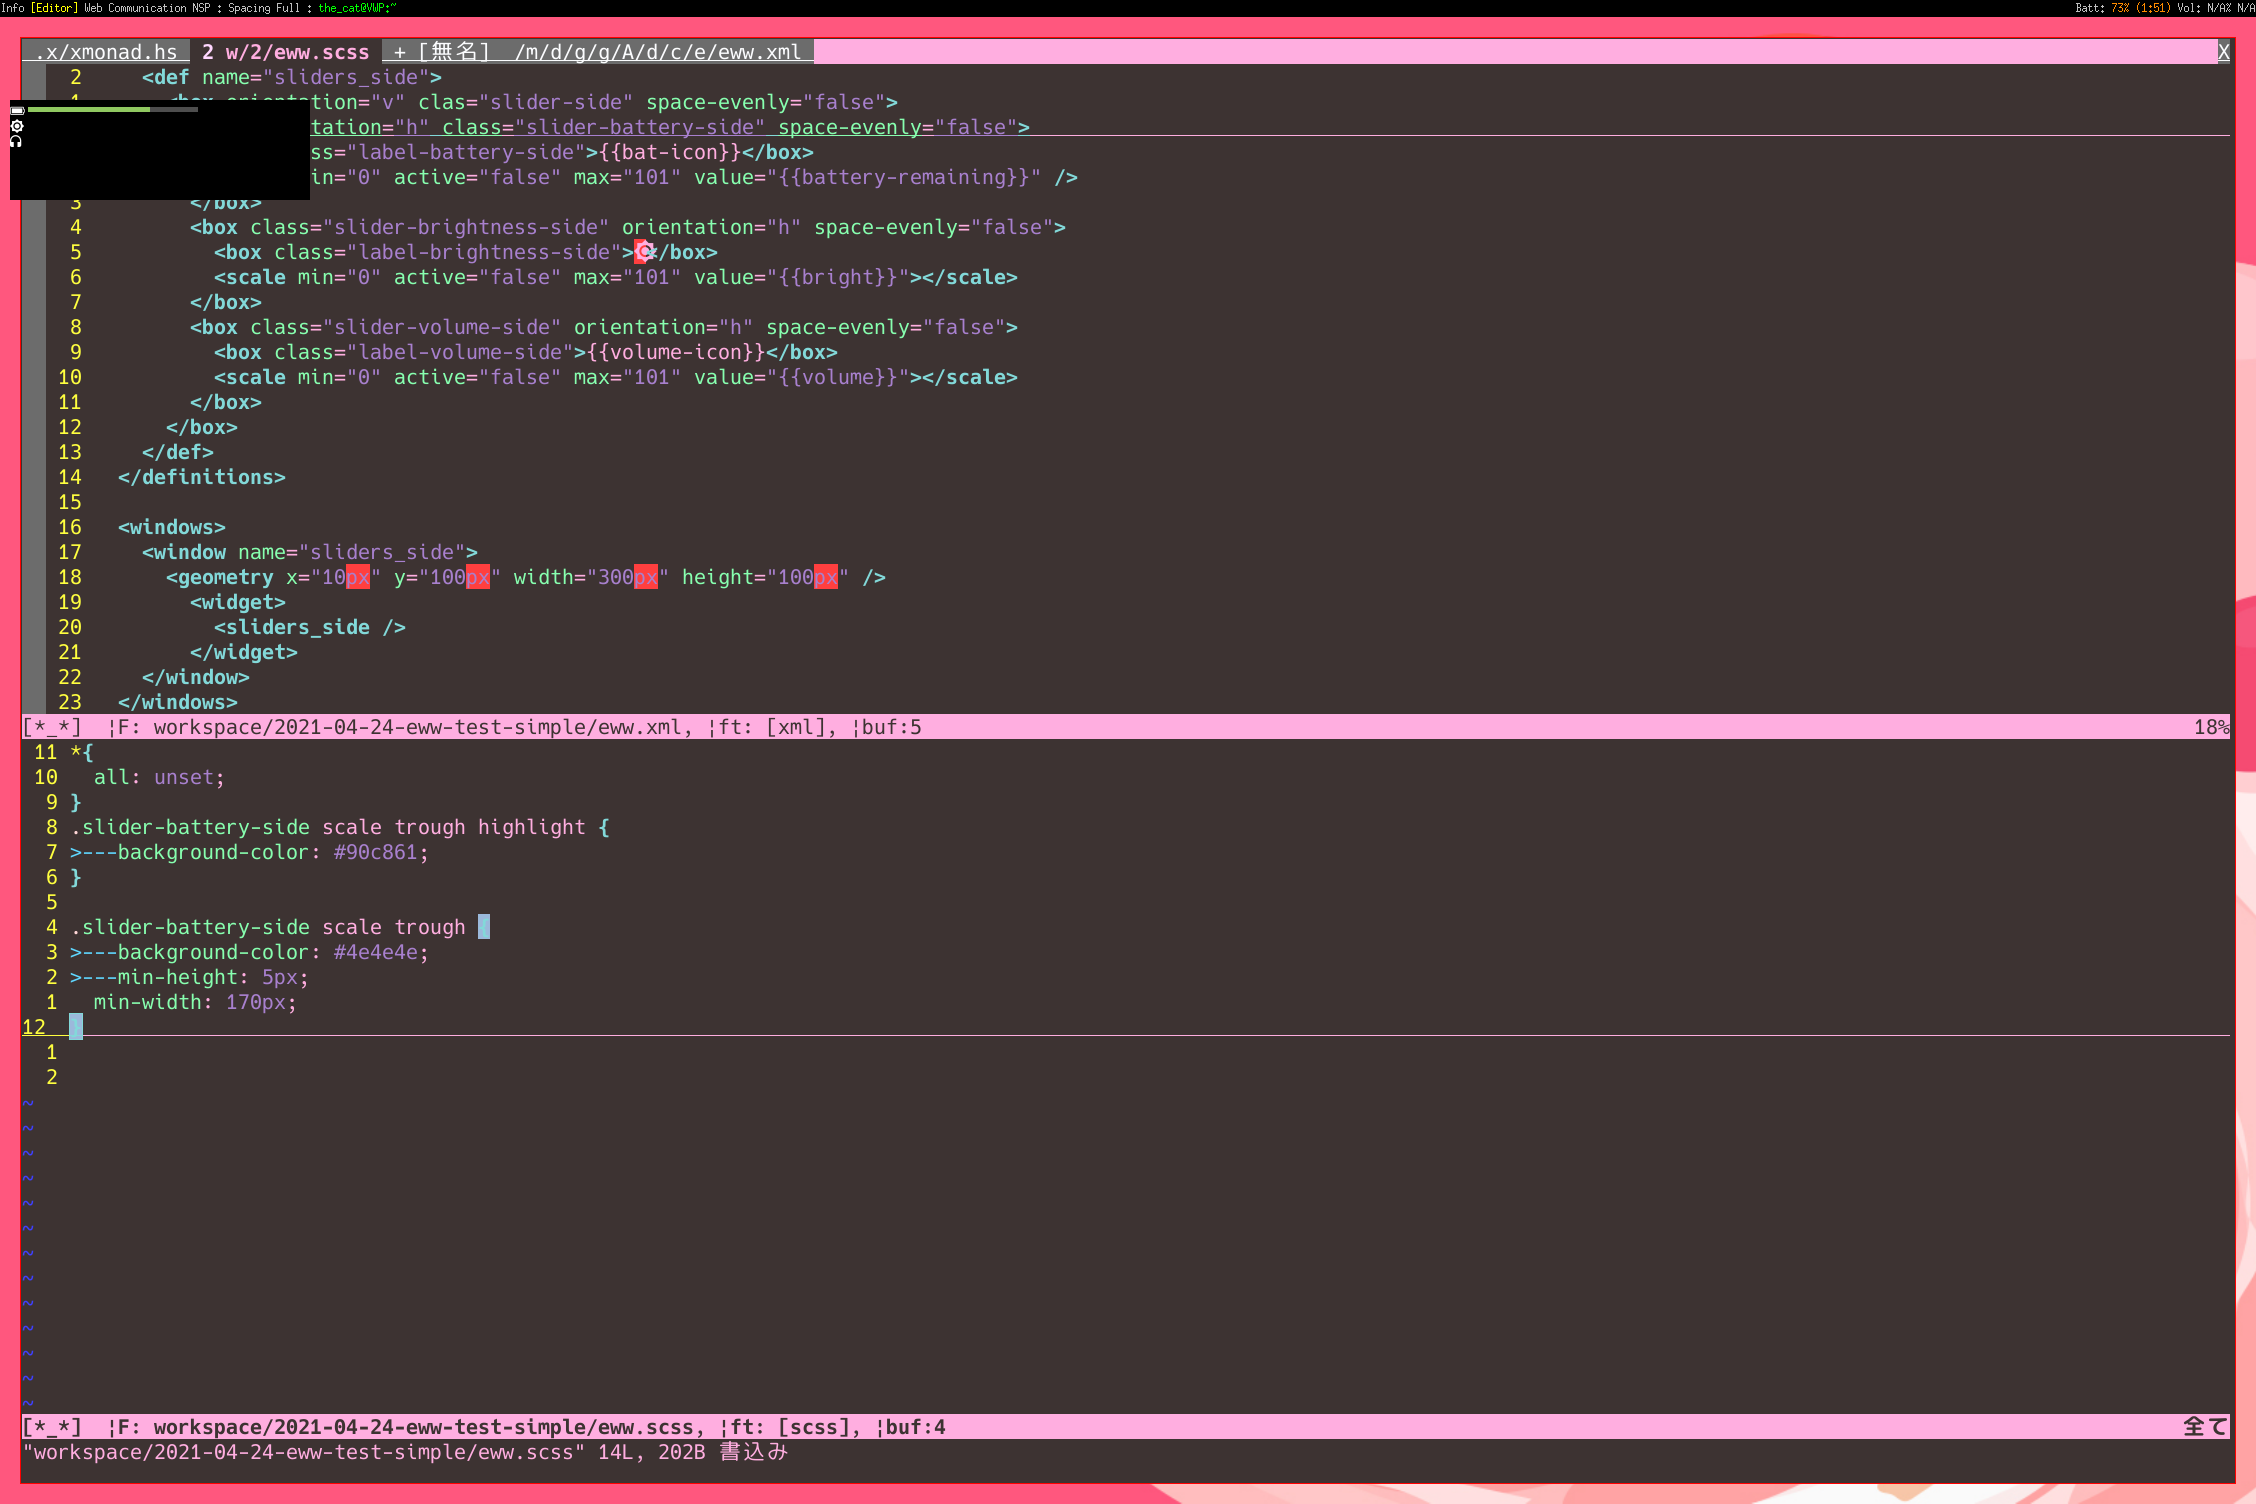 Info [Editor] Web Communication NSP : Spacing Full : the_cat@VWP:~ Batt: 73% (1:51) Vol: N/A% N/A
.x/xmonad.hs 2 w/2/eww.scss + [無名] /m/d/g/g/A/d/c/e/eww.xml X
2 <def name="sliders_side">
orientation="v" clas="slider-side" space-evenly="false">
tation="h" class="slider-battery-side" space-evenly="false">
ss="label-battery-side">{{bat-icon}}</box>
in="0" active="false" max="101" value="{{battery-remaining}}" />
3 </box>
4 <box class="slider-brightness-side" orientation="h" space-evenly="false">
5 <box class="label-brightness-side"></box>
6 <scale min="0" active="false" max="101" value="{{bright}}"></scale>
7 </box>
8 <box class="slider-volume-side" orientation="h" space-evenly="false">
9 <box class="label-volume-side">{{volume-icon}}</box>
10 <scale min="0" active="false" max="101" value="{{volume}}"></scale>
11 </box>
12 </box>
13 </def>
14 </definitions>
15
16 <windows>
17 <window name="sliders_side">
18 <geometry x="10px" y="100px" width="300px" height="100px" />
19 <widget>
20 <sliders_side />
21 </widget>
22 </window>
23 </windows>
[*_*] ¦F: workspace/2021-04-24-eww-test-simple/eww.xml, ¦ft: [xml], ¦buf:5 18%
11 *{
10 all: unset;
9 }
8 .slider-battery-side scale trough highlight {
7 >---background-color: #90c861;
6 }
5
4 .slider-battery-side scale trough {
3 >---background-color: #4e4e4e;
2 >---min-height: 5px;
1 min-width: 170px;
12 }
1
2
~
~
~
~
~
~
~
~
~
~
~
~
~
[*_*] ¦F: workspace/2021-04-24-eww-test-simple/eww.scss, ¦ft: [scss], ¦buf:4 全て
"workspace/2021-04-24-eww-test-simple/eww.scss" 14L, 202B 書込み